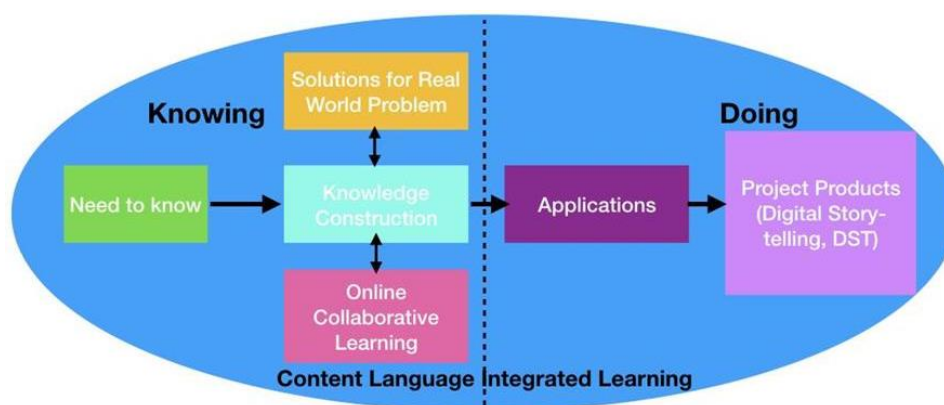 Solutions for Real
World Problem
Knowing
Doing
Need to know
Knowledge
Construction
Applications
Project Products
(Digital Story-
telling, DST)
Online
Collaborative
Learning
Content Language Integrated Learning